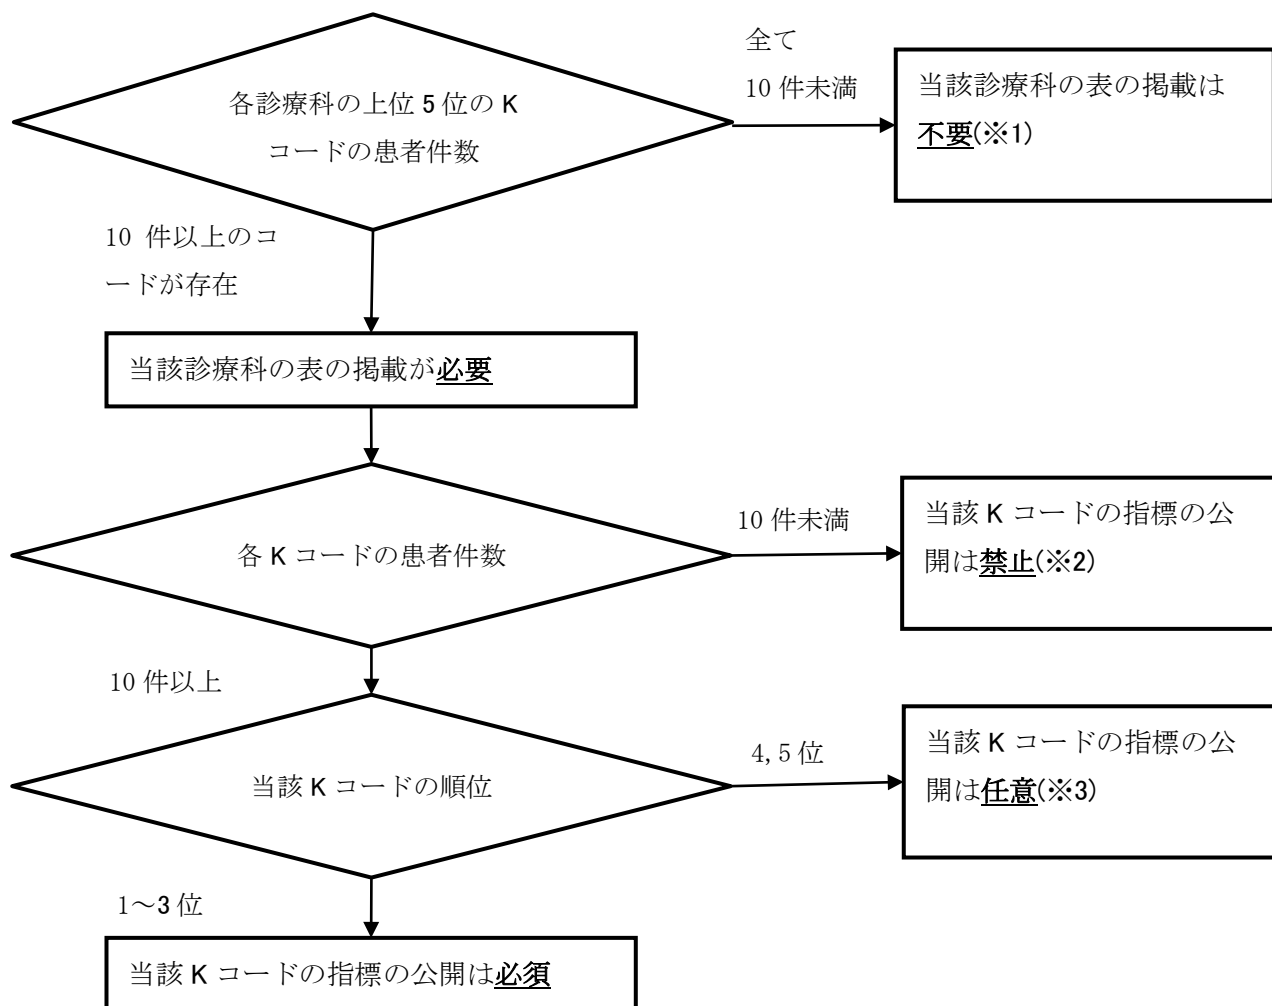 各診療科の上位 5 位の K
コードの患者件数
全て
10 件未満
当該診療科の表の掲載は
不要(※1)
10 件以上のコ
ードが存在
当該診療科の表の掲載が必要
各 K コードの患者件数
10 件未満
当該 K コードの指標の公
開は禁止(※2)
10 件以上
当該 K コードの順位
4, 5 位
当該 K コードの指標の公
開は任意(※3)
1～3 位
当該 K コードの指標の公開は必須